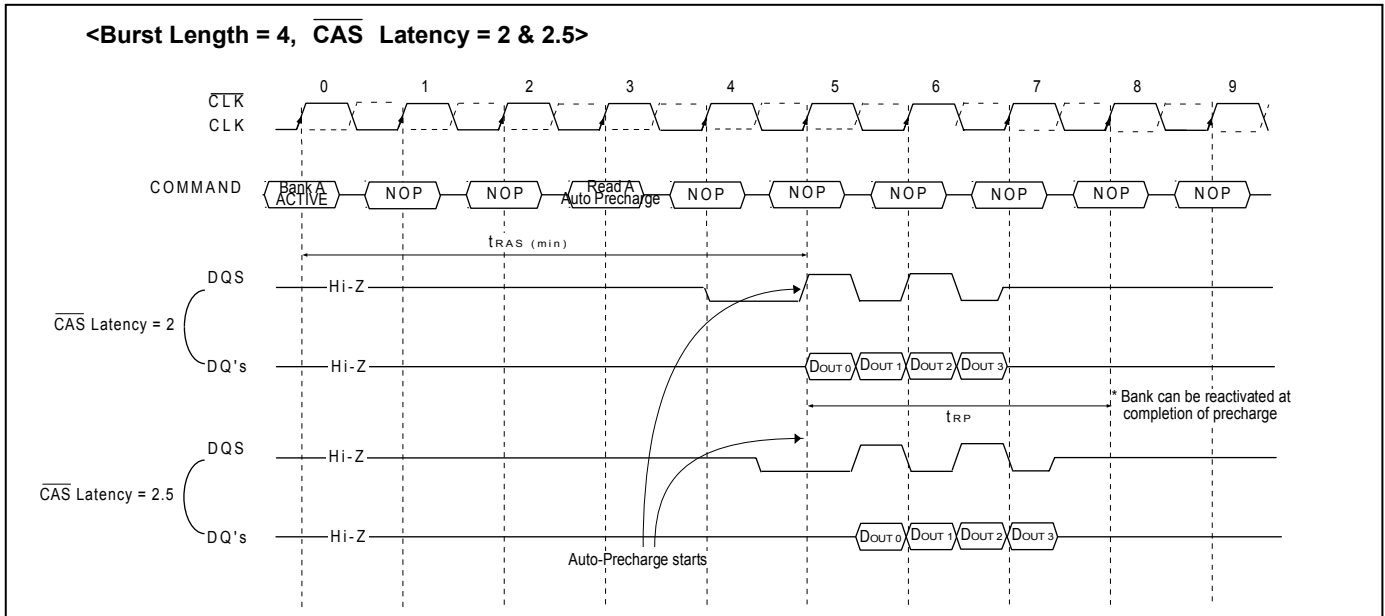 <Burst Length = 4, CAS Latency = 2 & 2.5>
0 1 2 3 4 5 6 7 8 9
CLK
CLK
COMMAND
Bank A
ACTIVE
NOP
NOP
Read A
Auto Precharge
NOP
NOP
NOP
NOP
NOP
NOP
tRAS (min)
DQS
Hi-Z
CAS Latency = 2
DQ's
Hi-Z
DOUT 0 DOUT 1 DOUT 2 DOUT 3
* Bank can be reactivated at
completion of precharge
tRP
DQS
Hi-Z
CAS Latency = 2.5
DQ's
Hi-Z
DOUT 0 DOUT 1 DOUT 2 DOUT 3
Auto-Precharge starts